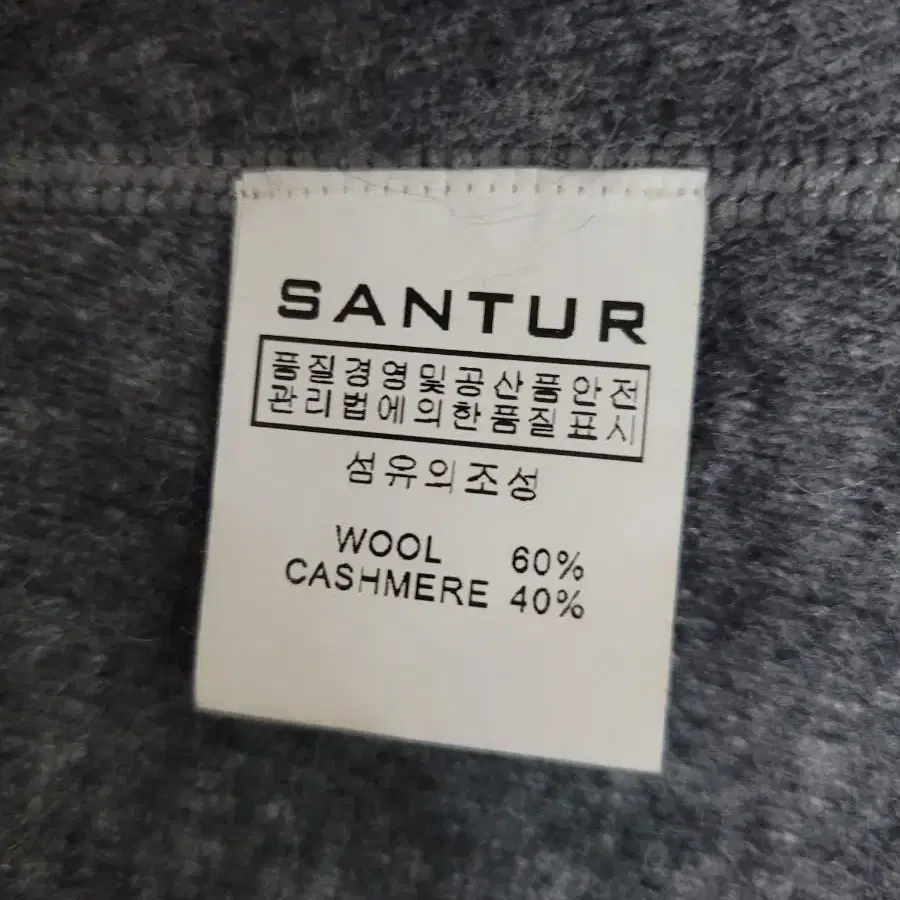 SANTUR
품질경영및공산품안전
관리법에의한품질표시
섬유의조성
WOOL 60%
CASHMERE 40%